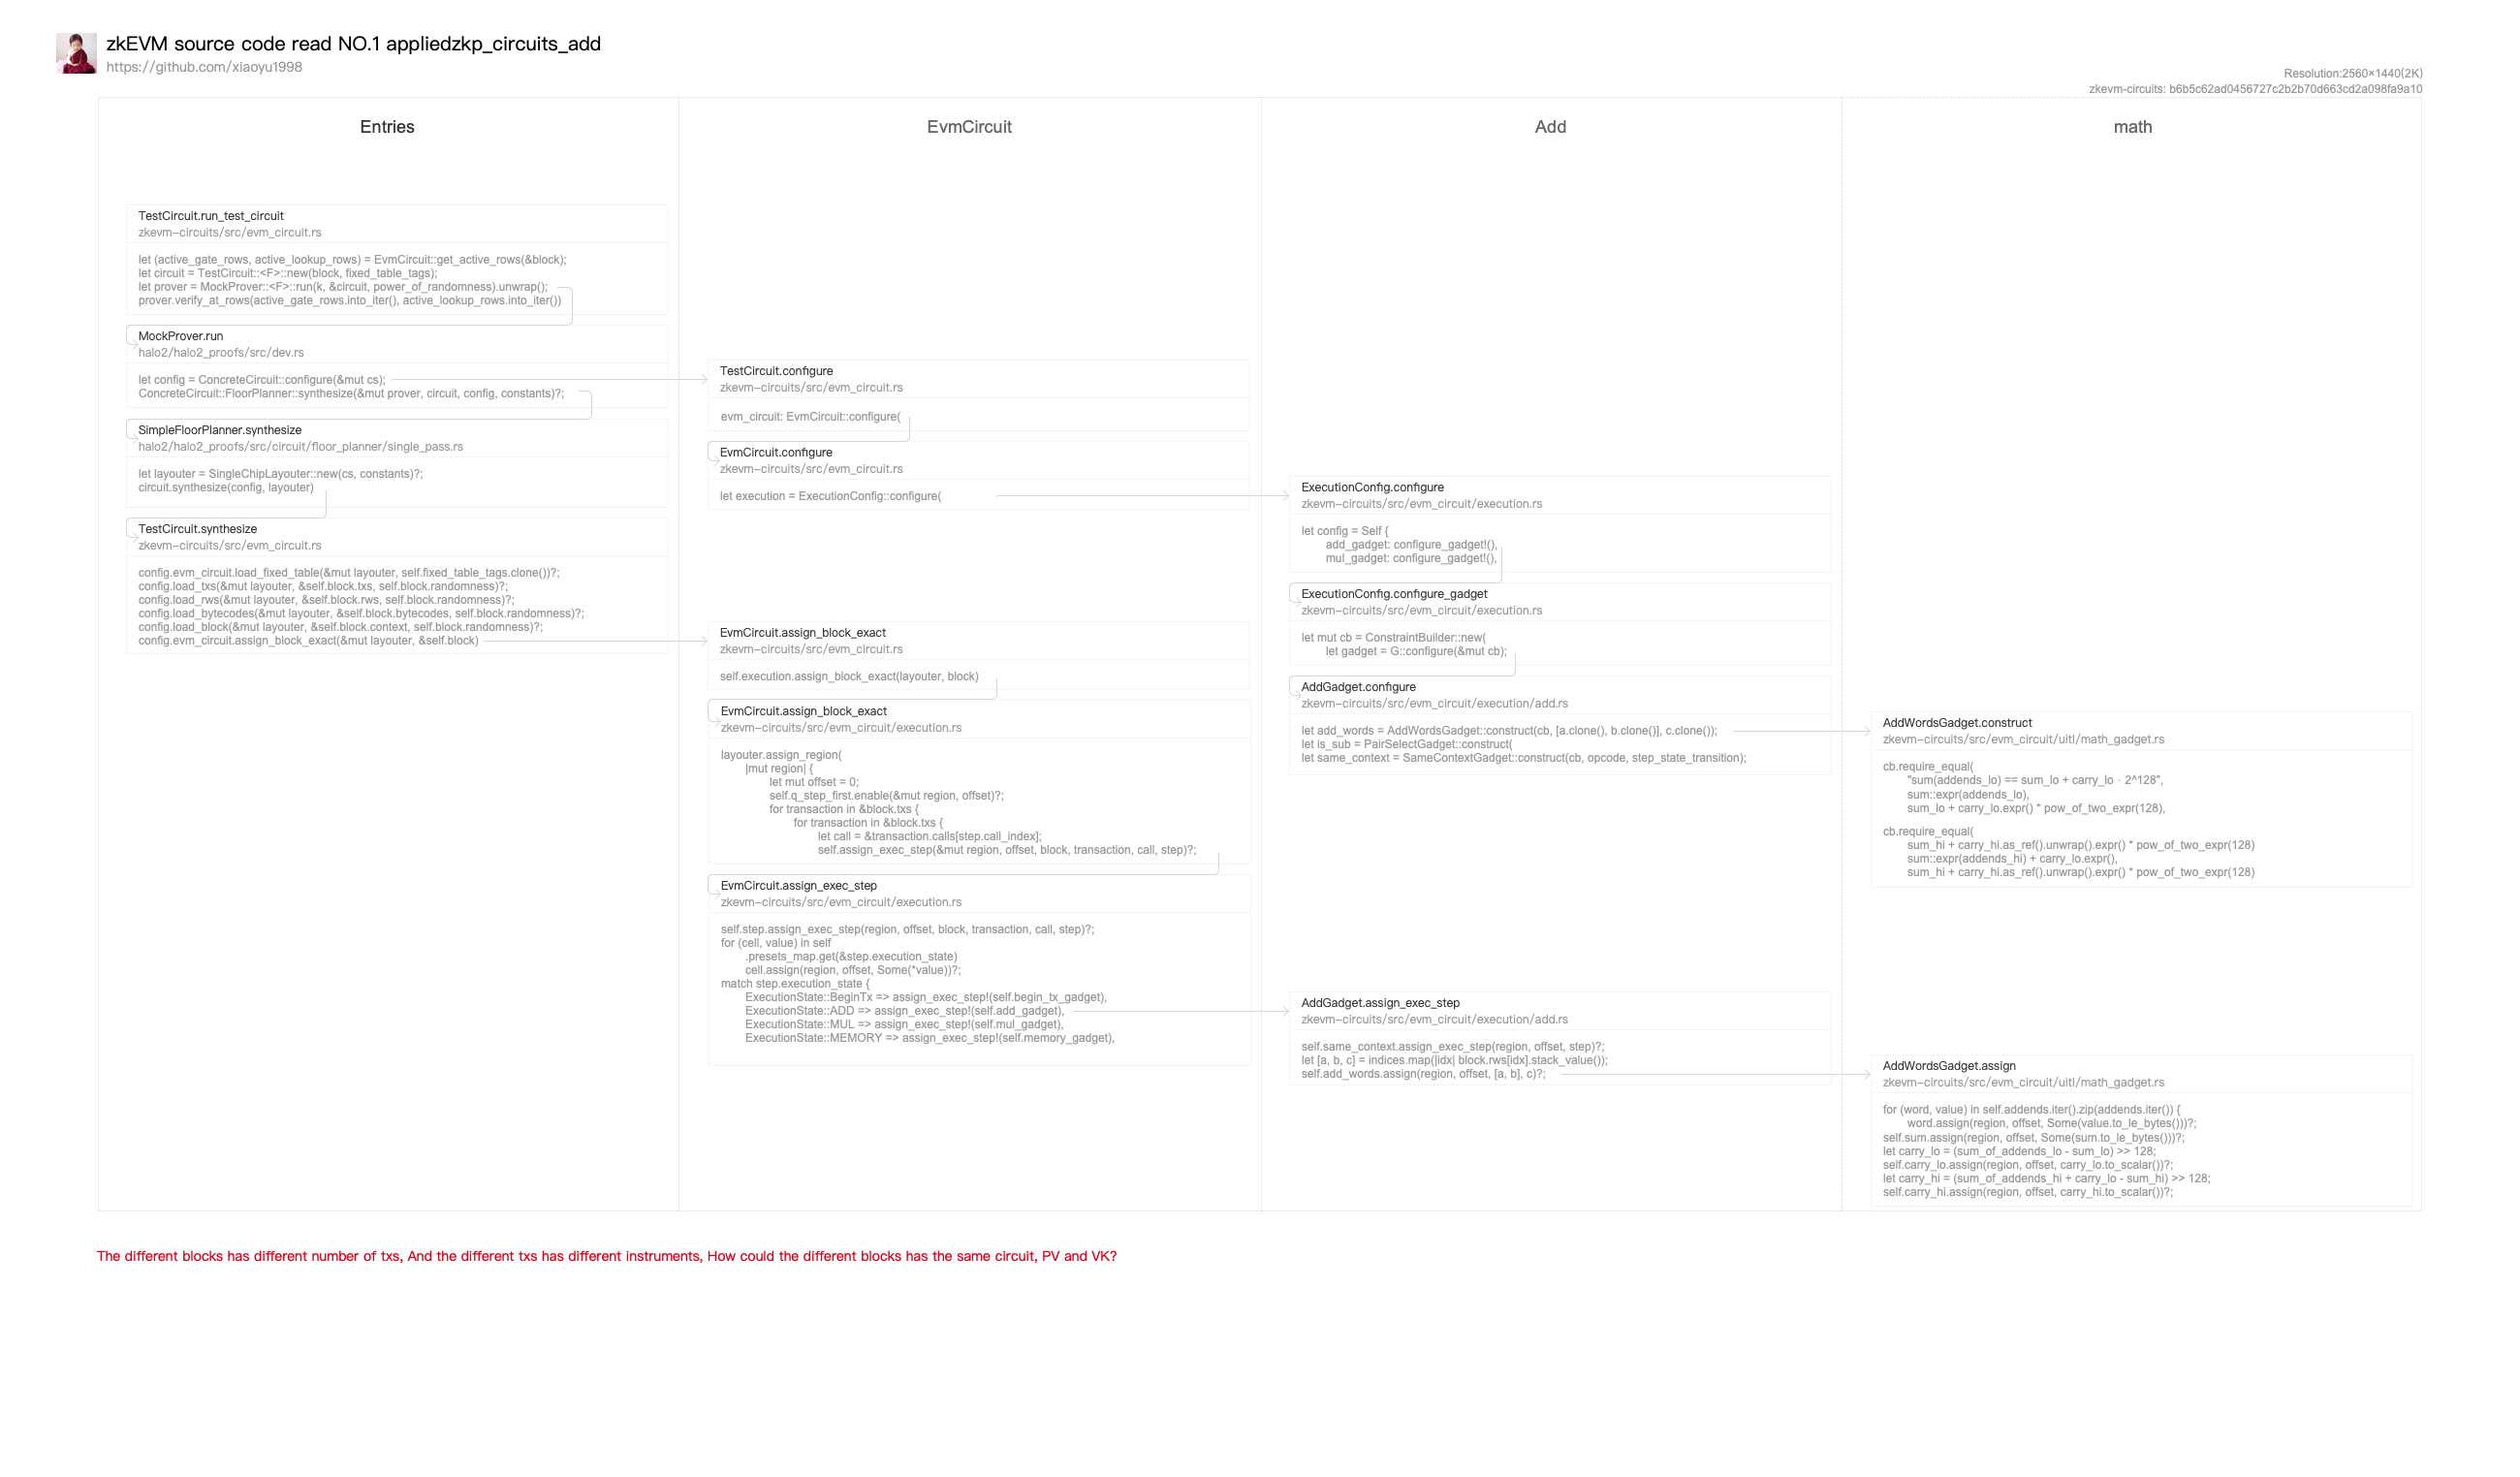 zkEVM source code read NO.1 appliedzkp_circuits_add
https://github.com/xiaoyu1998
Resolution:2560×1440(2K)
zkevm-circuits: b6b5c62ad0456727c2b2b70d663cd2a098fa9a10
Entries
TestCircuit.run_test_circuit
zkevm-circuits/src/evm_circuit.rs
let (active_gate_rows, active_lookup_rows) = EvmCircuit::get_active_rows(&block);
let circuit = TestCircuit::<F>::new(block, fixed_table_tags);
let prover = MockProver::<F>::run(k, &circuit, power_of_randomness).unwrap();
prover.verify_at_rows(active_gate_rows.into_iter(), active_lookup_rows.into_iter())
MockProver.run
halo2/halo2_proofs/src/dev.rs
let config = ConcreteCircuit::configure(&mut cs);
ConcreteCircuit::FloorPlanner::synthesize(&mut prover, circuit, config, constants)?;
SimpleFloorPlanner.synthesize
halo2/halo2_proofs/src/circuit/floor_planner/single_pass.rs
let layouter = SingleChipLayouter::new(cs, constants)?;
circuit.synthesize(config, layouter)
TestCircuit.synthesize
zkevm-circuits/src/evm_circuit.rs
config.evm_circuit.load_fixed_table(&mut layouter, self.fixed_table_tags.clone())?;
config.load_txs(&mut layouter, &self.block.txs, self.block.randomness)?;
config.load_rws(&mut layouter, &self.block.rws, self.block.randomness)?;
config.load_bytecodes(&mut layouter, &self.block.bytecodes, self.block.randomness)?;
config.load_block(&mut layouter, &self.block.context, self.block.randomness)?;
config.evm_circuit.assign_block_exact(&mut layouter, &self.block)
EvmCircuit
TestCircuit.configure
zkevm-circuits/src/evm_circuit.rs
evm_circuit: EvmCircuit::configure(
EvmCircuit.configure
zkevm-circuits/src/evm_circuit.rs
let execution = ExecutionConfig::configure(
EvmCircuit.assign_block_exact
zkevm-circuits/src/evm_circuit.rs
self.execution.assign_block_exact(layouter, block)
EvmCircuit.assign_block_exact
zkevm-circuits/src/evm_circuit/execution.rs
layouter.assign_region(
|mut region| {
let mut offset = 0;
self.q_step_first.enable(&mut region, offset)?;
for transaction in &block.txs {
for transaction in &block.txs {
let call = &transaction.calls[step.call_index];
self.assign_exec_step(&mut region, offset, block, transaction, call, step)?;
EvmCircuit.assign_exec_step
zkevm-circuits/src/evm_circuit/execution.rs
self.step.assign_exec_step(region, offset, block, transaction, call, step)?;
for (cell, value) in self
.presets_map.get(&step.execution_state)
cell.assign(region, offset, Some(*value))?;
match step.execution_state {
ExecutionState::BeginTx => assign_exec_step!(self.begin_tx_gadget),
ExecutionState::ADD => assign_exec_step!(self.add_gadget),
ExecutionState::MUL => assign_exec_step!(self.mul_gadget),
ExecutionState::MEMORY => assign_exec_step!(self.memory_gadget),
Add
ExecutionConfig.configure
zkevm-circuits/src/evm_circuit/execution.rs
let config = Self {
add_gadget: configure_gadget!(),
mul_gadget: configure_gadget!(),
ExecutionConfig.configure_gadget
zkevm-circuits/src/evm_circuit/execution.rs
let mut cb = ConstraintBuilder::new(
let gadget = G::configure(&mut cb);
AddGadget.configure
zkevm-circuits/src/evm_circuit/execution/add.rs
let add_words = AddWordsGadget::construct(cb, [a.clone(), b.clone()], c.clone());
let is_sub = PairSelectGadget::construct(
let same_context = SameContextGadget::construct(cb, opcode, step_state_transition);
AddGadget.assign_exec_step
zkevm-circuits/src/evm_circuit/execution/add.rs
self.same_context.assign_exec_step(region, offset, step)?;
let [a, b, c] = indices.map(|idx| block.rws[idx].stack_value());
self.add_words.assign(region, offset, [a, b], c)?;
math
AddWordsGadget.construct
zkevm-circuits/src/evm_circuit/uitl/math_gadget.rs
cb.require_equal(
"sum(addends_lo) == sum_lo + carry_lo ⋅ 2^128",
sum::expr(addends_lo),
sum_lo + carry_lo.expr() * pow_of_two_expr(128),
cb.require_equal(
sum_hi + carry_hi.as_ref().unwrap().expr() * pow_of_two_expr(128)
sum::expr(addends_hi) + carry_lo.expr(),
sum_hi + carry_hi.as_ref().unwrap().expr() * pow_of_two_expr(128)
AddWordsGadget.assign
zkevm-circuits/src/evm_circuit/uitl/math_gadget.rs
for (word, value) in self.addends.iter().zip(addends.iter()) {
word.assign(region, offset, Some(value.to_le_bytes()))?;
self.sum.assign(region, offset, Some(sum.to_le_bytes()))?;
let carry_lo = (sum_of_addends_lo - sum_lo) >> 128;
self.carry_lo.assign(region, offset, carry_lo.to_scalar())?;
let carry_hi = (sum_of_addends_hi + carry_lo - sum_hi) >> 128;
self.carry_hi.assign(region, offset, carry_hi.to_scalar())?;
The different blocks has different number of txs, And the different txs has different instruments, How could the different blocks has the same circuit, PV and VK?